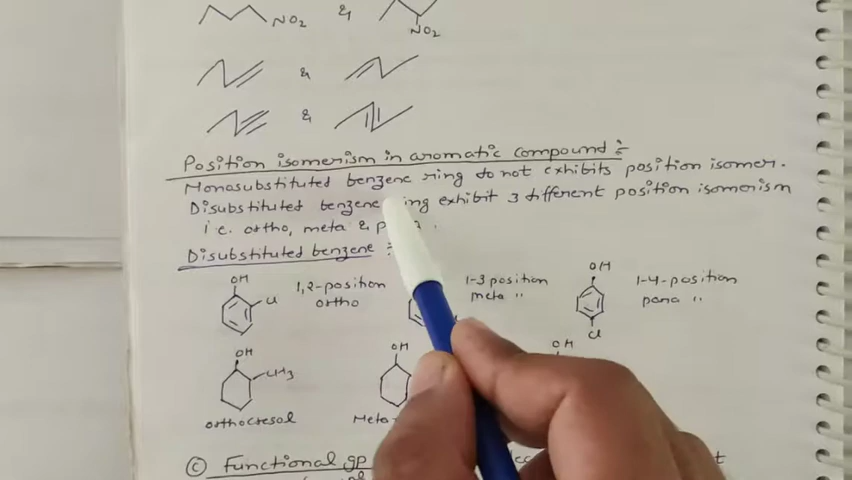 NO2 &
NO2
&
&
Position isomerism in aromatic compound :-
Monosubstituted benzene ring do not exhibits position isomer.
Disubstituted benzene ring exhibit 3 different position isomerism
i.e. ortho, meta &
Disubstituted benzene :-
OH Cl 1,2-position ortho
1-3 position meta "
OH Cl 1-4-position para "
OH CH3 orthocresol
OH Meta
OH
(C) Functional gp